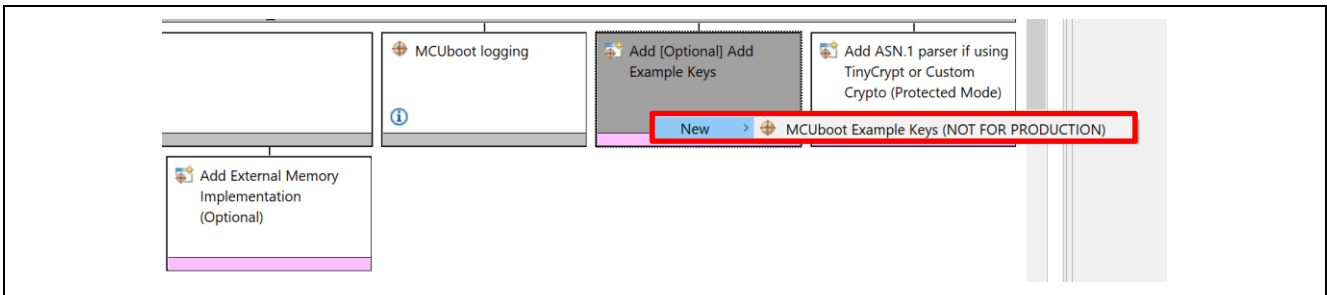 MCUboot logging
Add [Optional] Add
Example Keys
Add ASN.1 parser if using
TinyCrypt or Custom
Crypto (Protected Mode)
New > MCUboot Example Keys (NOT FOR PRODUCTION)
Add External Memory
Implementation
(Optional)